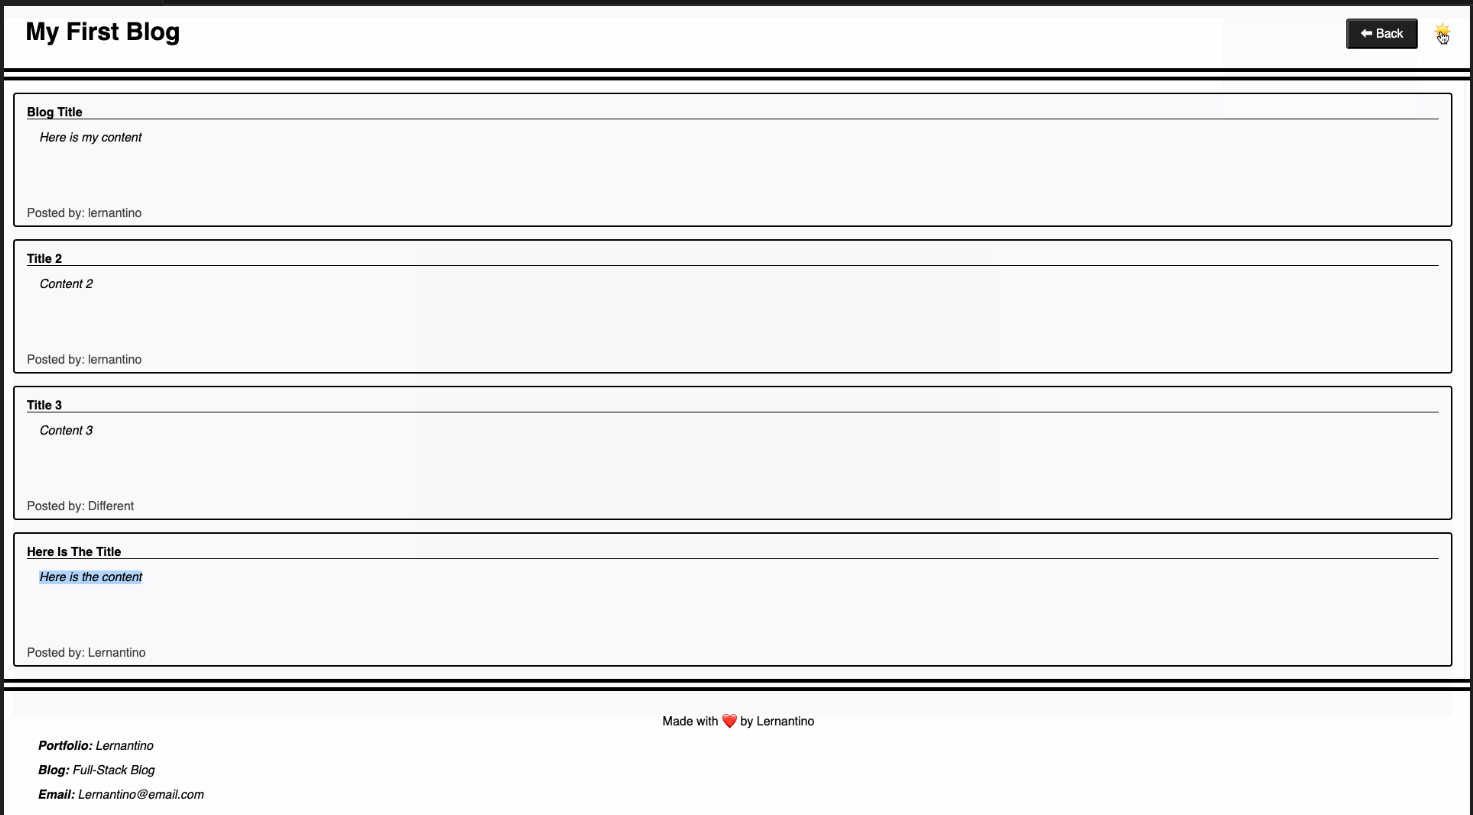 My First Blog
⬅ Back
Blog Title
Here is my content
Posted by: lernantino
Title 2
Content 2
Posted by: lernantino
Title 3
Content 3
Posted by: Different
Here Is The Title
Here is the content
Posted by: Lernantino
Made with ❤️ by Lernantino
Portfolio: Lernantino
Blog: Full-Stack Blog
Email: Lernantino@email.com